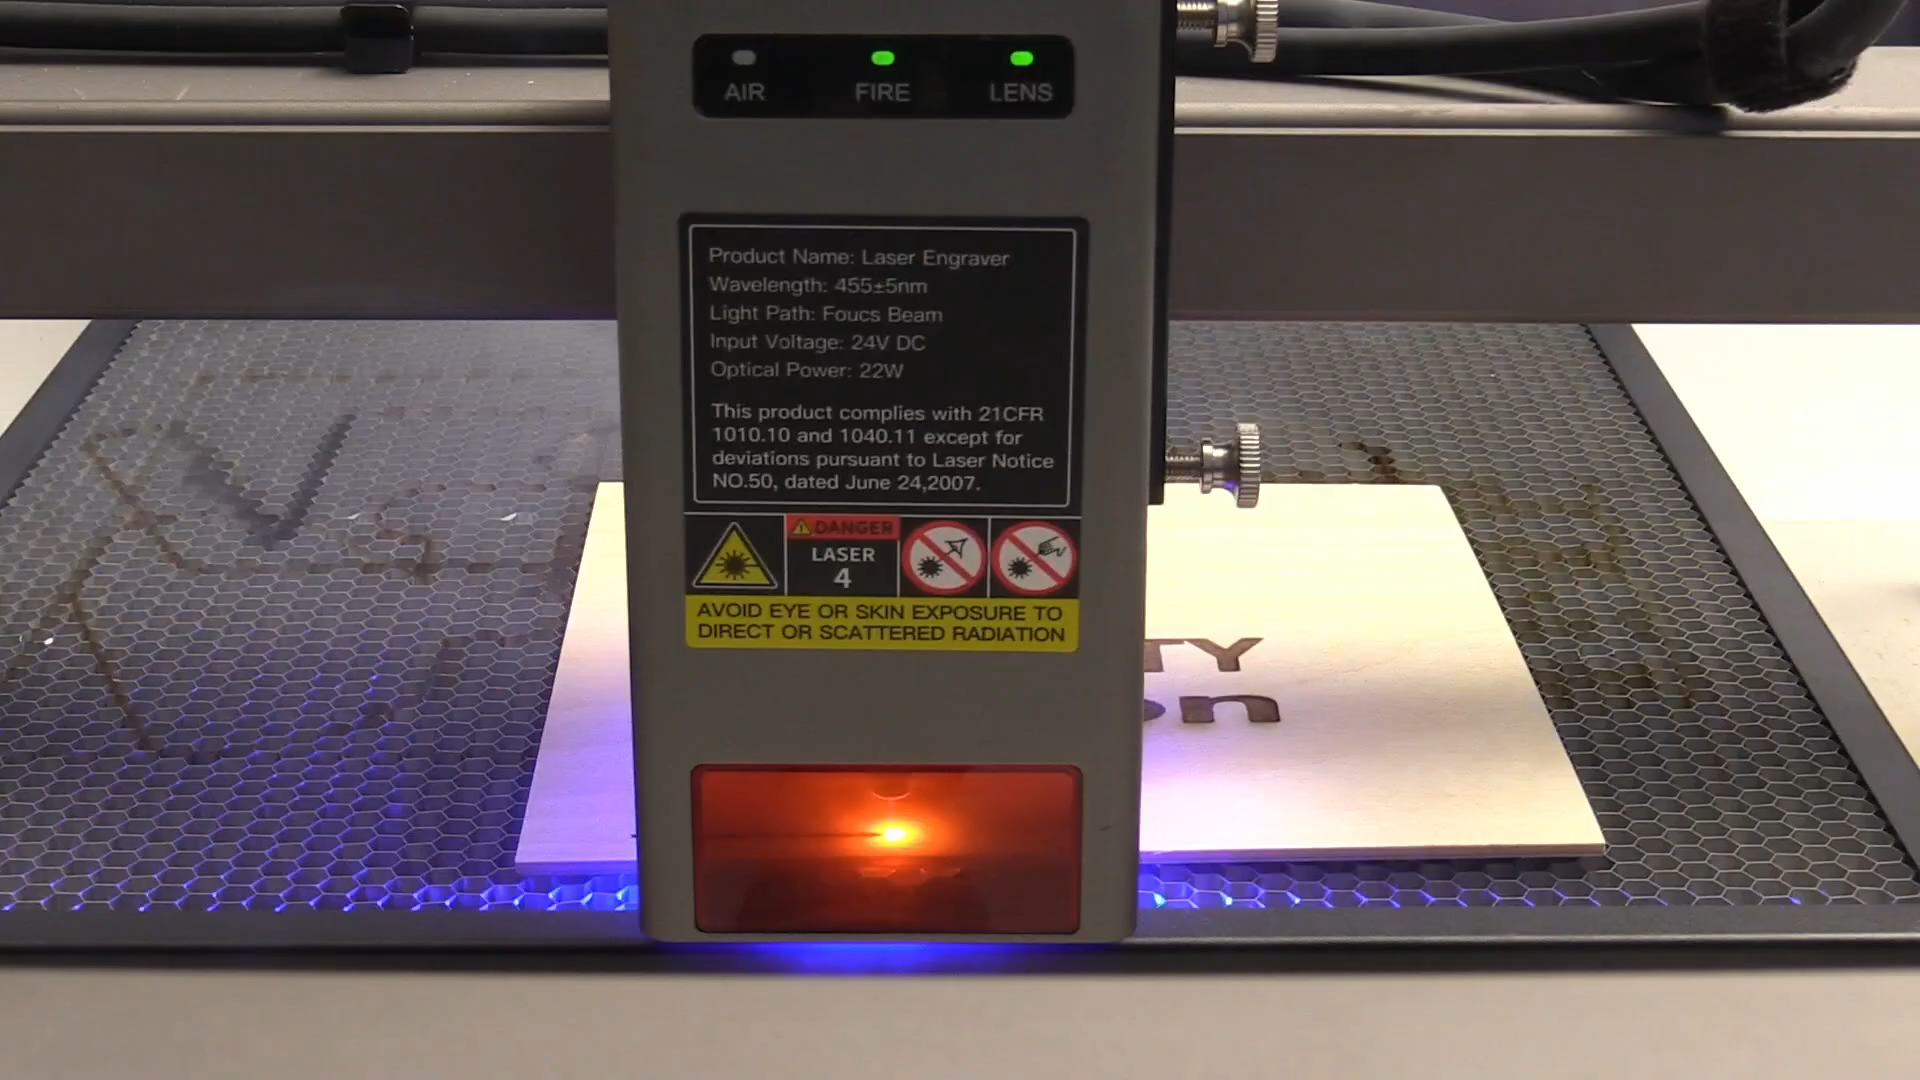 AIR FIRE LENS
Product Name: Laser Engraver
Wavelength: 455±5nm
Light Path: Foucs Beam
Input Voltage: 24V DC
Optical Power: 22W
This product complies with 21CFR
1010.10 and 1040.11 except for
deviations pursuant to Laser Notice
NO.50, dated June 24,2007.
DANGER
LASER
4
AVOID EYE OR SKIN EXPOSURE TO
DIRECT OR SCATTERED RADIATION
TY
on